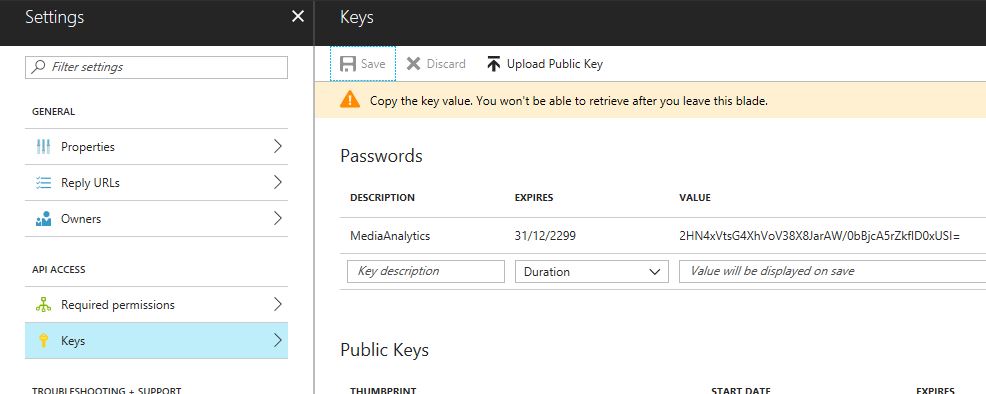 Settings
Keys
Filter settings
Save
Discard
Upload Public Key
Copy the key value. You won't be able to retrieve after you leave this blade.
GENERAL
Properties
Reply URLs
Owners
API ACCESS
Required permissions
Keys
TROUBLESHOOTING + SUPPORT
Passwords
DESCRIPTION EXPIRES VALUE
MediaAnalytics 31/12/2299 2HN4xVtsG4XhVoV38X8JarAW/0bBjcA5rZkflD0xUSI=
Key description Duration Value will be displayed on save
Public Keys
THUMBPRINT START DATE EXPIRES